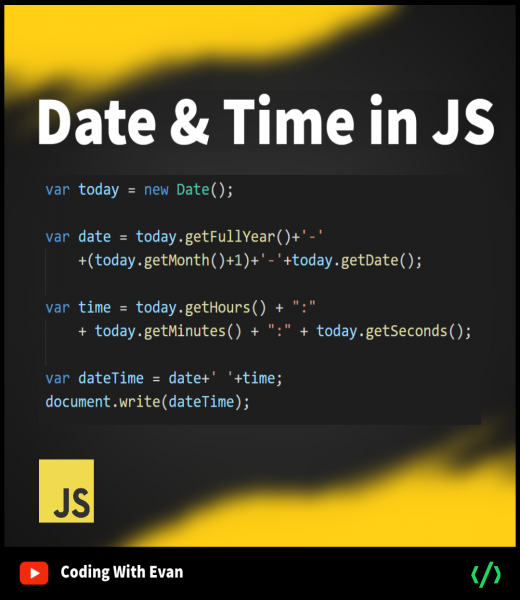 Date & Time in JS
var today = new Date();
var date = today.getFullYear()+'-'
+(today.getMonth()+1)+'-'+today.getDate();
var time = today.getHours() + ":"
+ today.getMinutes() + ":" + today.getSeconds();
var dateTime = date+' '+time;
document.write(dateTime);
JS
Coding With Evan